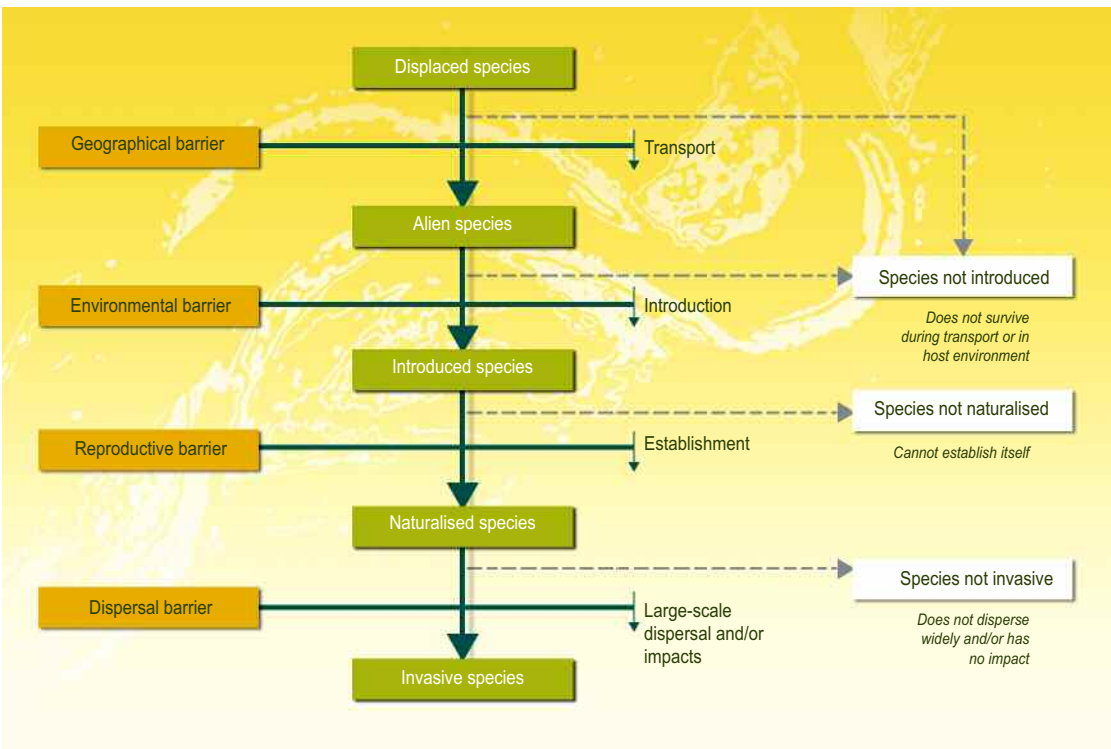 Displaced species
Geographical barrier
Transport
Alien species
Species not introduced
Does not survive
during transport or in
host environment
Environmental barrier
Introduction
Introduced species
Species not naturalised
Cannot establish itself
Reproductive barrier
Establishment
Naturalised species
Species not invasive
Does not disperse
widely and/or has
no impact
Dispersal barrier
Large-scale
dispersal and/or
impacts
Invasive species